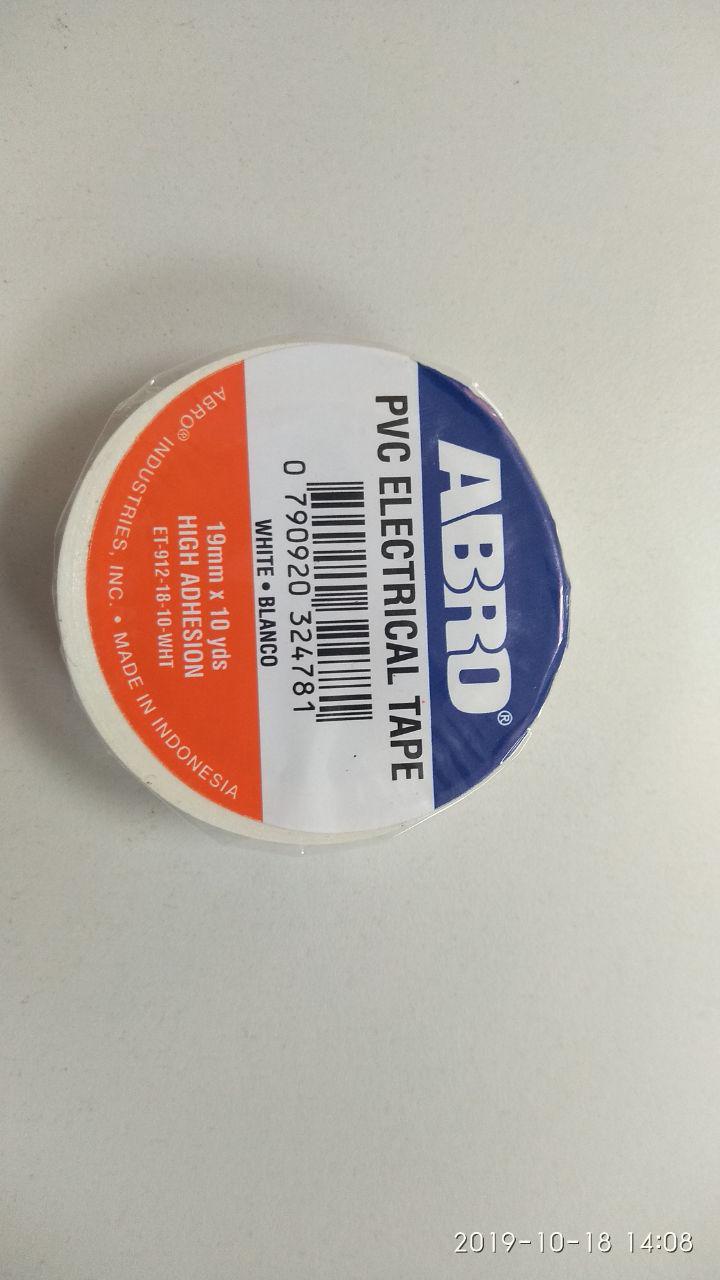 ABRO®
PVC ELECTRICAL TAPE
0 790920 324781
WHITE • BLANCO
19mm x 10 yds
HIGH ADHESION
ET-912-18-10-WHT
ABRO® INDUSTRIES, INC. • MADE IN INDONESIA
2019-10-18 14:08